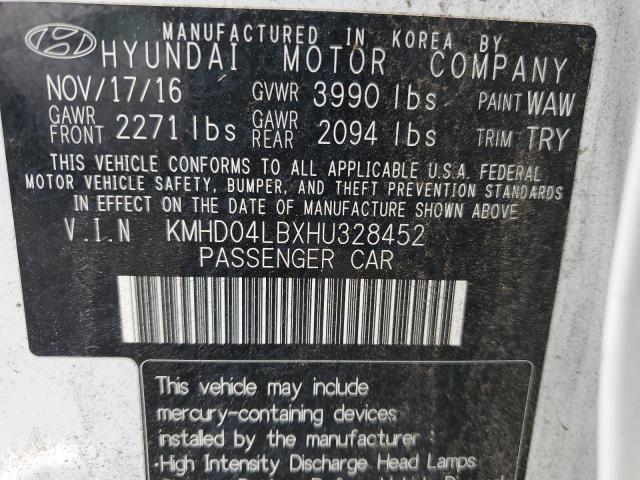 MANUFACTURED IN KOREA BY
HYUNDAI MOTOR COMPANY
NOV/17/16 GVWR 3990 lbs PAINT WAW
GAWR FRONT 2271 lbs GAWR REAR 2094 lbs TRIM TRY
THIS VEHICLE CONFORMS TO ALL APPLICABLE U.S.A. FEDERAL
MOTOR VEHICLE SAFETY, BUMPER, AND THEFT PREVENTION STANDARDS
IN EFFECT ON THE DATE OF MANUFACTURE SHOWN ABOVE.
V.I.N KMHD04LBXHU328452
PASSENGER CAR
This vehicle may include
mercury-containing devices
installed by the manufacturer :
·High Intensity Discharge Head Lamps